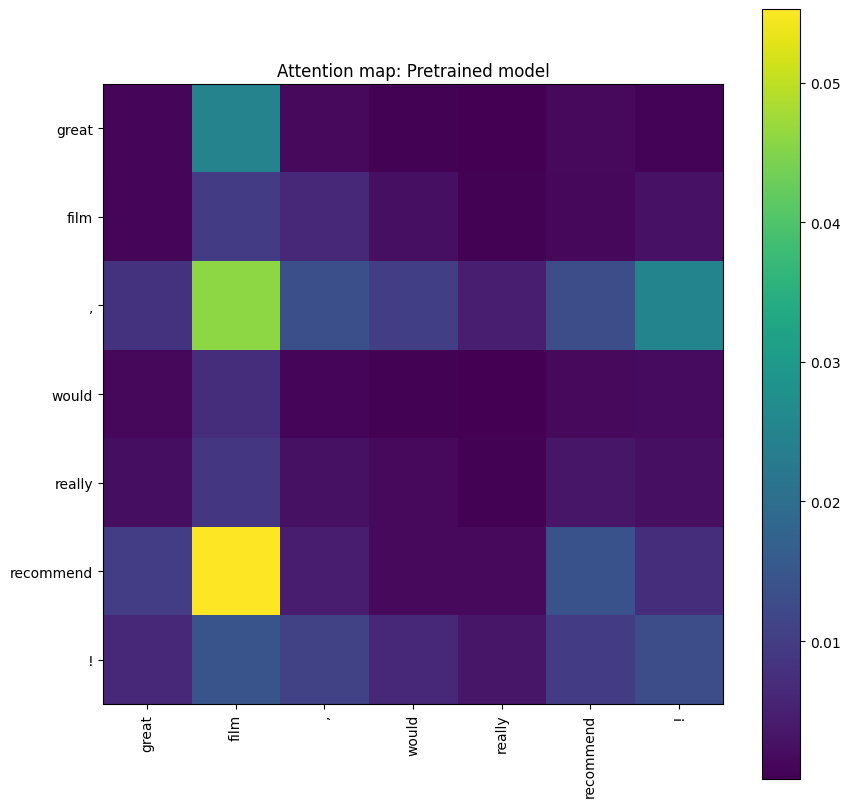 Attention map: Pretrained model
great
film
,
would
really
recommend
!
great
film
,
would
really
recommend
!
0.05
0.04
0.03
0.02
0.01